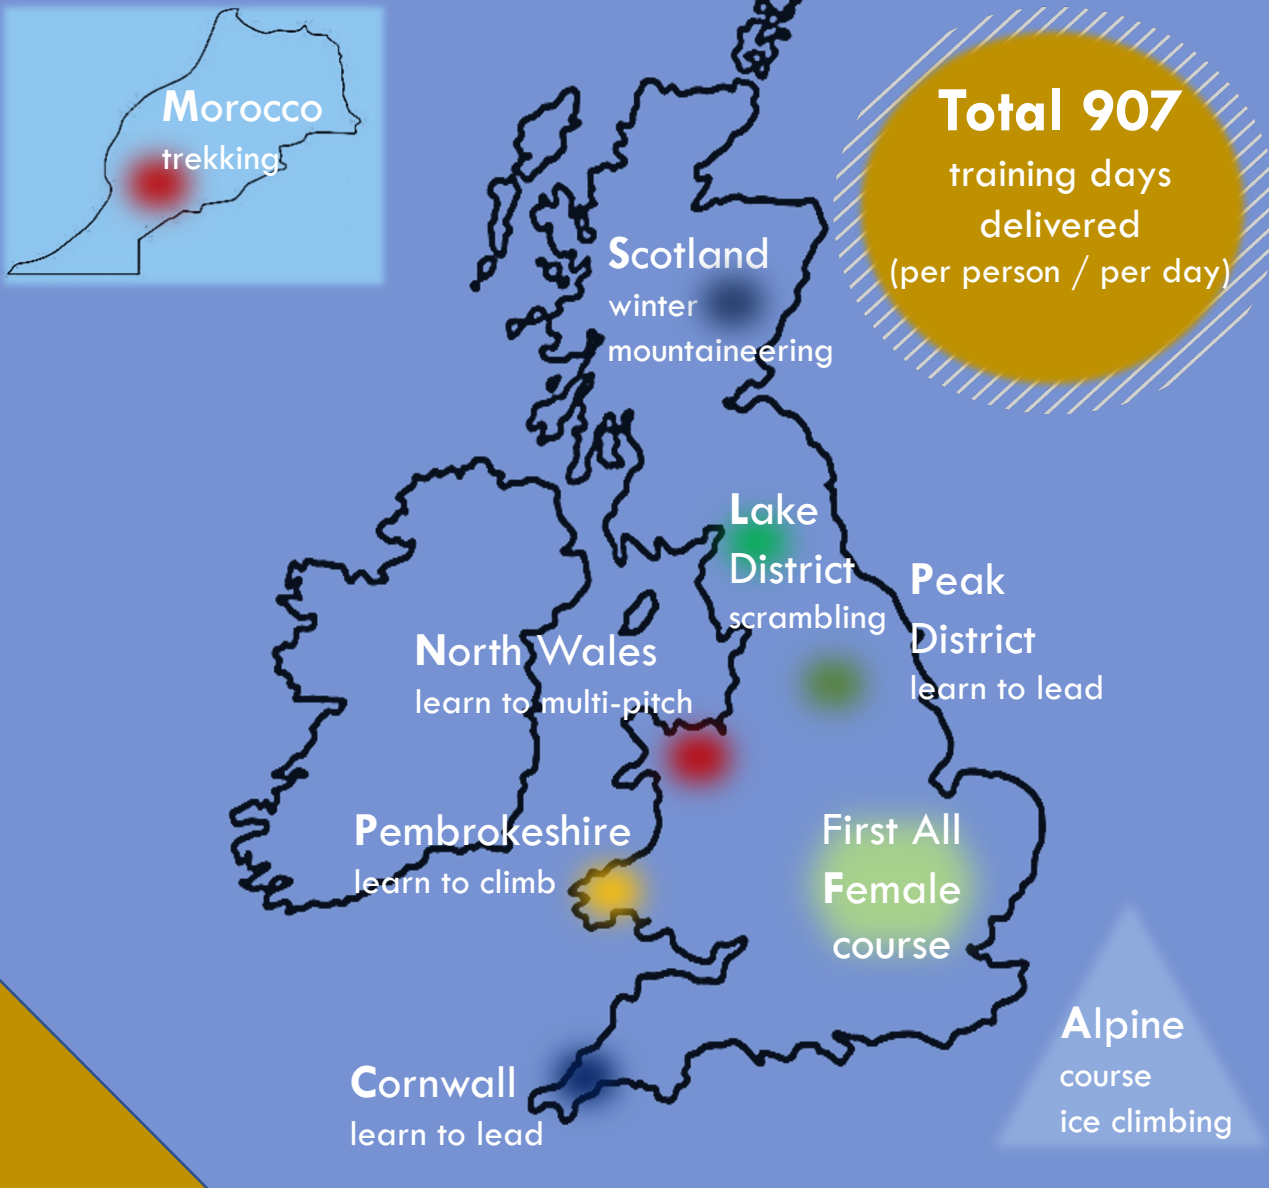 Morocco
trekking
Total 907
training days
delivered
(per person / per day)
Scotland
winter
mountaineering
Lake
District
scrambling
Peak
District
learn to lead
North Wales
learn to multi-pitch
Pembrokeshire
learn to climb
First All
Female
course
Alpine
course
ice climbing
Cornwall
learn to lead